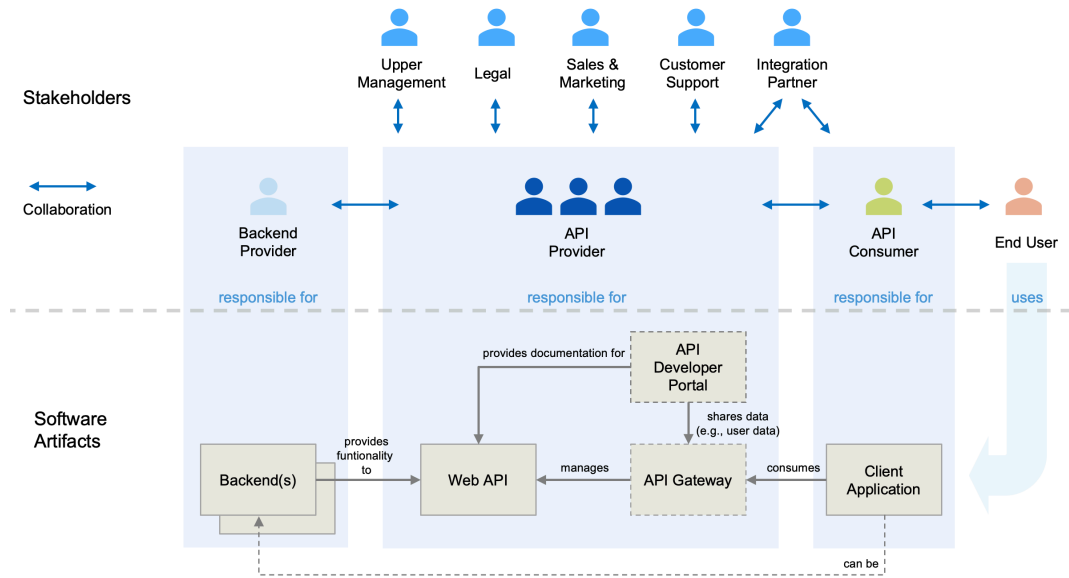 Upper
Management
Legal
Sales &
Marketing
Customer
Support
Integration
Partner
Stakeholders
Collaboration
Backend
Provider
API
Provider
API
Consumer
End User
responsible for
responsible for
responsible for
uses
Software
Artifacts
provides documentation for
API
Developer
Portal
shares data
(e.g., user data)
provides
funtionality
to
Backend(s)
Web API
manages
API Gateway
consumes
Client
Application
can be